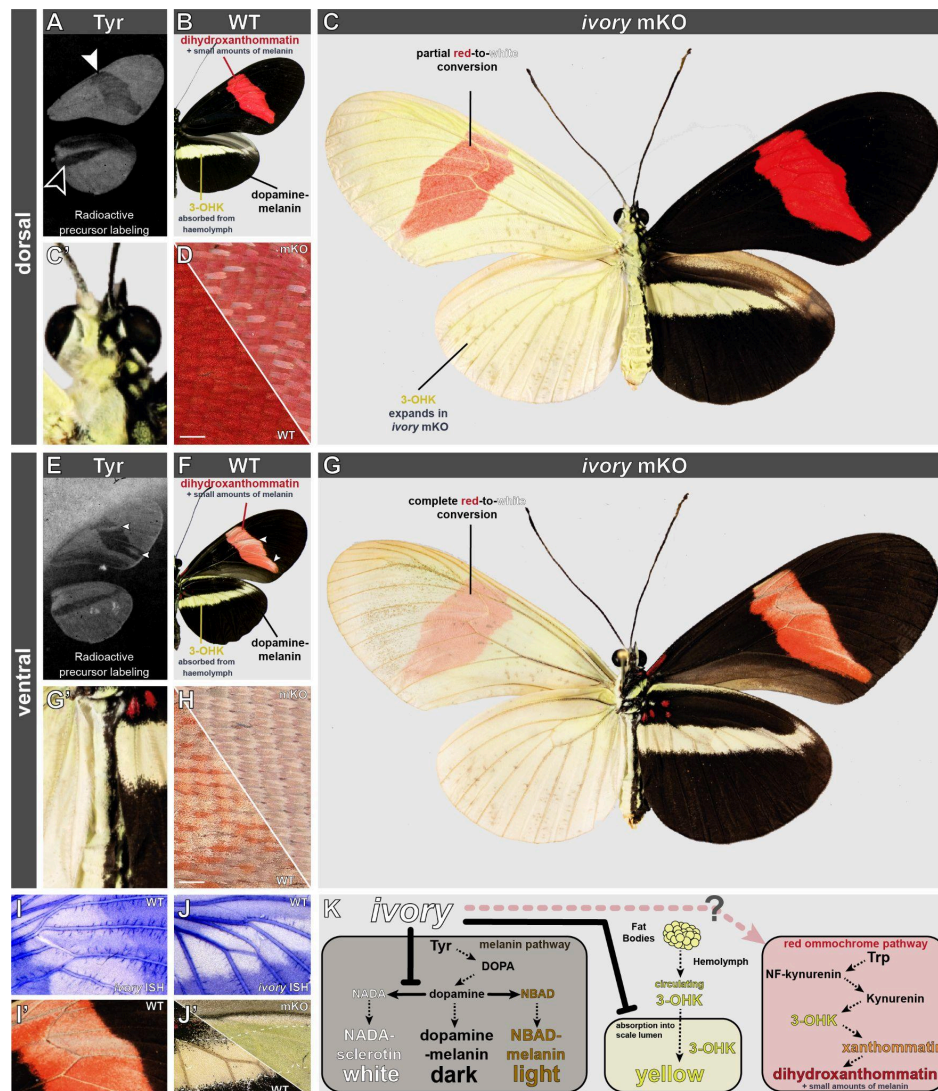 A Tyr
B WT
C ivory mKO
dorsal
dihydroxanthommatin
+ small amounts of melanin
3-OHK
absorbed from
haemolymph
dopamine-
melanin
Radioactive
precursor labeling
partial red-to-white
conversion
3-OHK
expands in
ivory mKO
C'
D
mKO
WT
ventral
E Tyr
F WT
G ivory mKO
dihydroxanthommatin
+ small amounts of melanin
3-OHK
absorbed from
haemolymph
dopamine-
melanin
Radioactive
precursor labeling
complete red-to-white
conversion
G'
H
mKO
WT
I
WT
ivory ISH
J
WT
ivory ISH
I'
WT
J'
mKO
WT
K
ivory
?
Tyr melanin pathway
DOPA
NADA dopamine NBAD
NADA-
sclerotin
white
dopamine
-melanin
dark
NBAD-
melanin
light
Fat
Bodies
Hemolymph
circulating
3-OHK
absorption into
scale lumen
3-OHK
yellow
red ommochrome pathway
Trp
NF-kynurenin
Kynurenin
3-OHK
xanthommatin
dihydroxanthommatin
+ small amounts of melanin